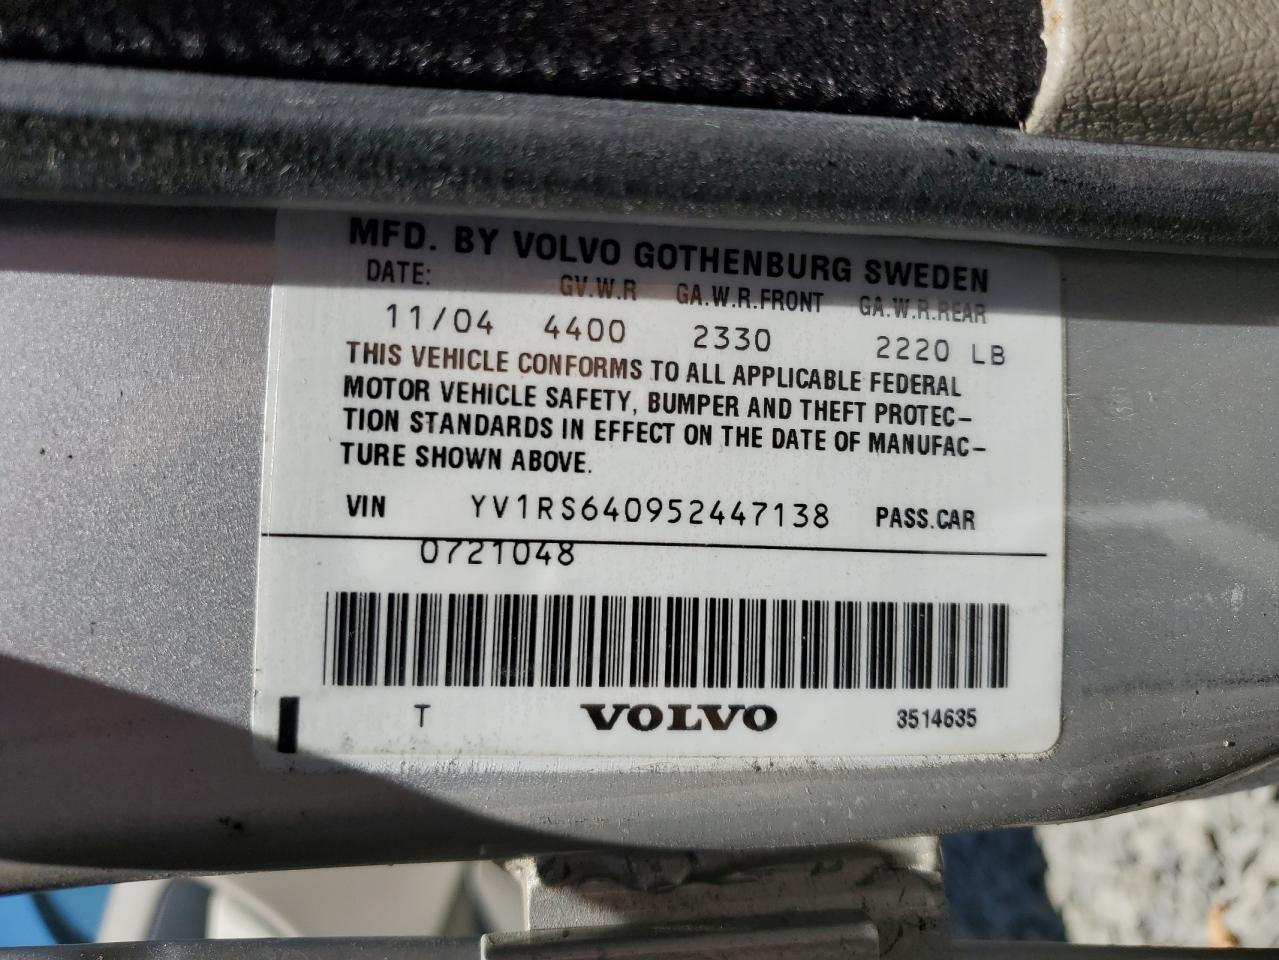 MFD. BY VOLVO GOTHENBURG SWEDEN
DATE: GV.W.R GA.W.R.FRONT GA.W.R.REAR
11/04 4400 2330 2220 LB
THIS VEHICLE CONFORMS TO ALL APPLICABLE FEDERAL
MOTOR VEHICLE SAFETY, BUMPER AND THEFT PROTEC-
TION STANDARDS IN EFFECT ON THE DATE OF MANUFAC-
TURE SHOWN ABOVE.
VIN YV1RS640952447138 PASS.CAR
0721048
T VOLVO 3514635